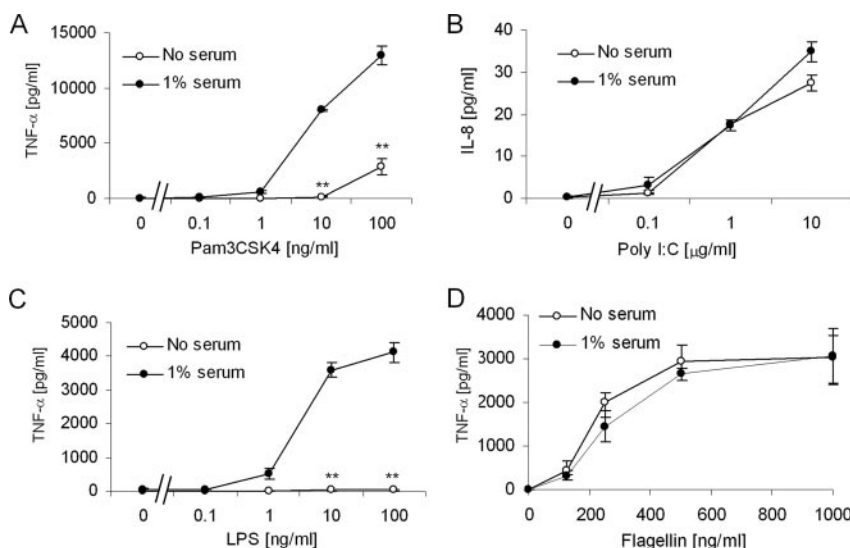 A
TNF-α [pg/ml]
15000
10000
5000
0
No serum
1% serum
**
**
0 0.1 1 10 100
Pam3CSK4 [ng/ml]
B
IL-8 [pg/ml]
40
30
20
10
0
No serum
1% serum
0 0.1 1 10
Poly I:C [μg/ml]
C
TNF-α [pg/ml]
5000
4000
3000
2000
1000
0
No serum
1% serum
** **
0 0.1 1 10 100
LPS [ng/ml]
D
TNF-α [pg/ml]
4000
3000
2000
1000
0
No serum
1% serum
0 200 400 600 800 1000
Flagellin [ng/ml]